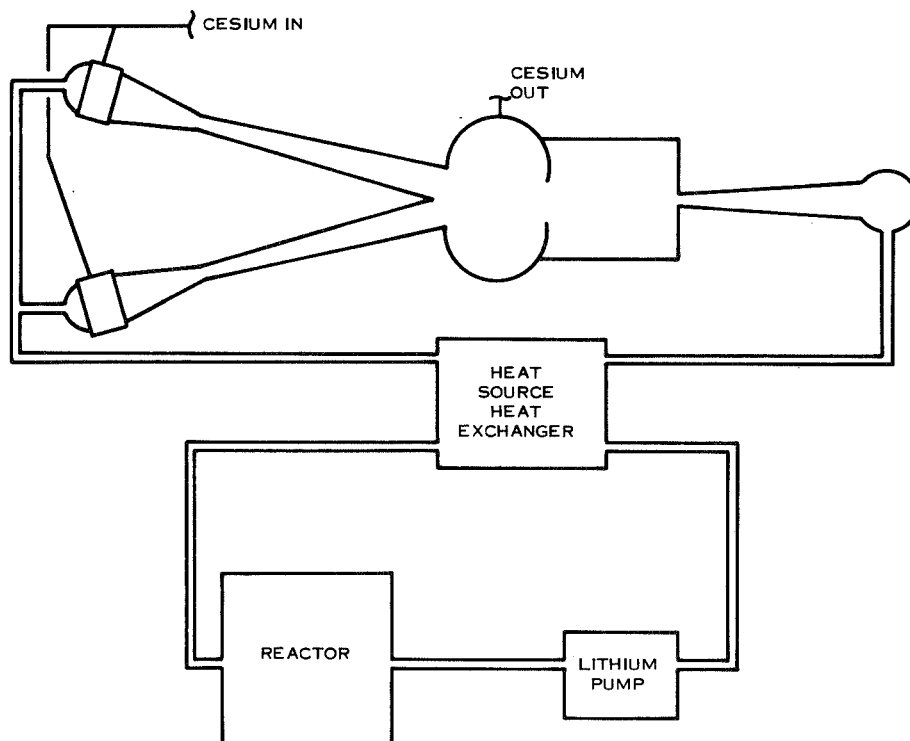 CESIUM IN
CESIUM
OUT
HEAT
SOURCE
HEAT
EXCHANGER
REACTOR
LITHIUM
PUMP